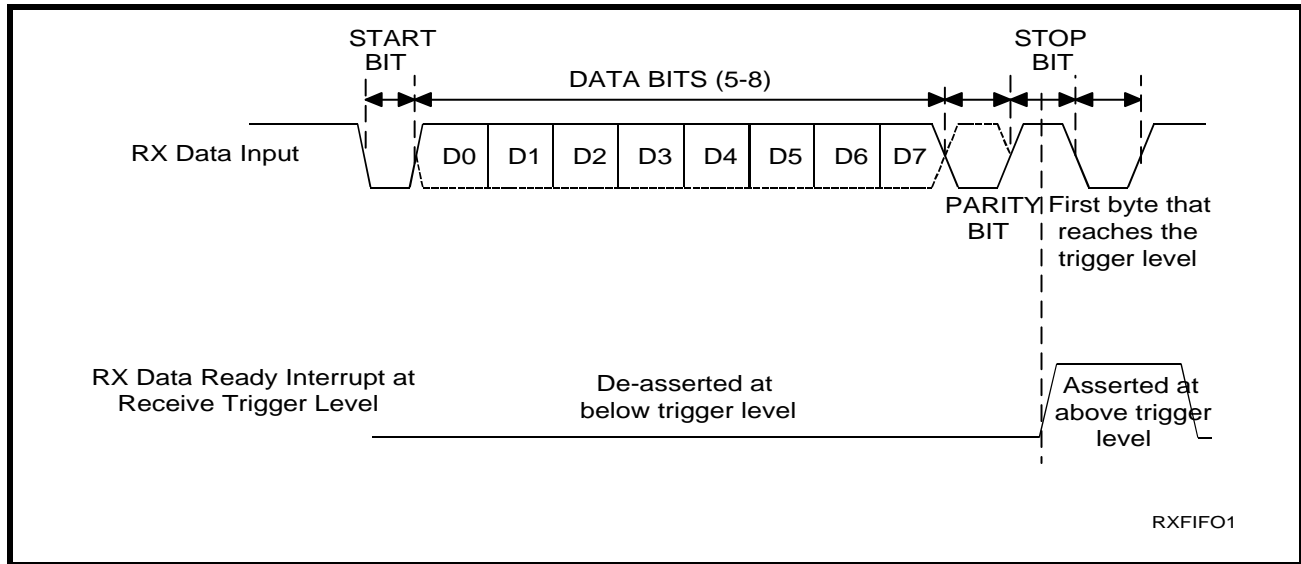 START
BIT
STOP
BIT
DATA BITS (5-8)
RX Data Input
D0 D1 D2 D3 D4 D5 D6 D7
PARITY
BIT
First byte that
reaches the
trigger level
RX Data Ready Interrupt at
Receive Trigger Level
De-asserted at
below trigger level
Asserted at
above trigger
level
RXFIFO1